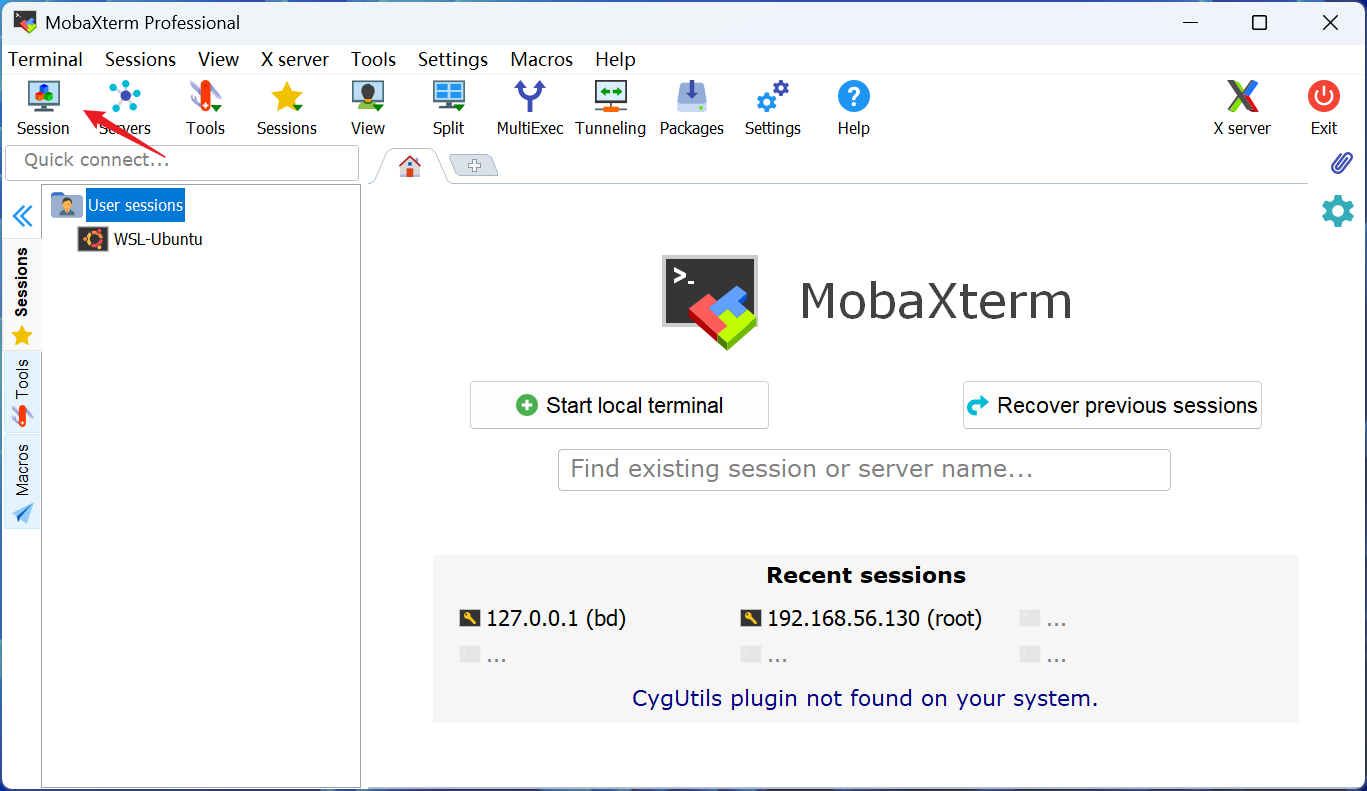 MobaXterm Professional
Terminal Sessions View X server Tools Settings Macros Help
Session Servers Tools Sessions View Split MultiExec Tunneling Packages Settings Help X server Exit
Quick connect...
User sessions
WSL-Ubuntu
Sessions
Tools
Macros
>_
MobaXterm
Start local terminal
Recover previous sessions
Find existing session or server name...
Recent sessions
127.0.0.1 (bd) 192.168.56.130 (root) ...
... ... ...
CygUtils plugin not found on your system.